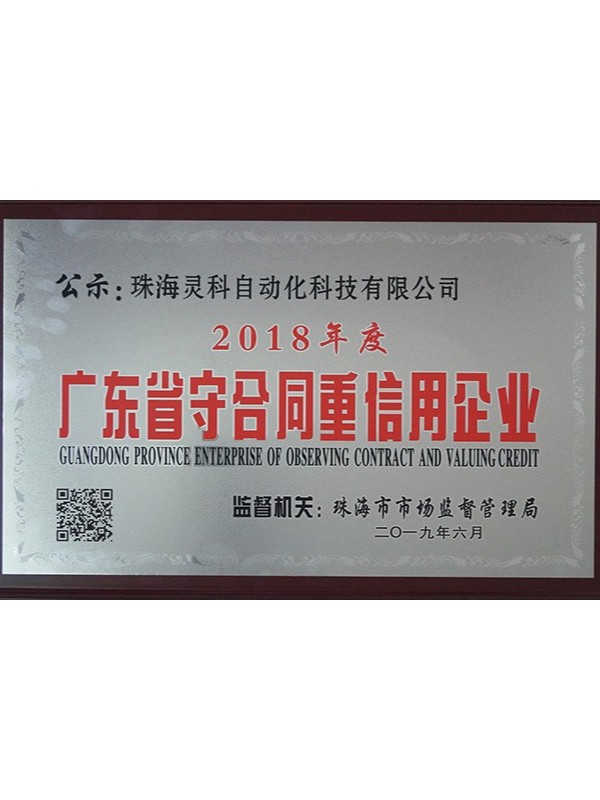 公示：珠海灵科自动化科技有限公司
2018年度
广东省守合同重信用企业
GUANGDONG PROVINCE ENTERPRISE OF OBSERVING CONTRACT AND VALUING CREDIT
监督机关：珠海市市场监督管理局
二〇一九年六月